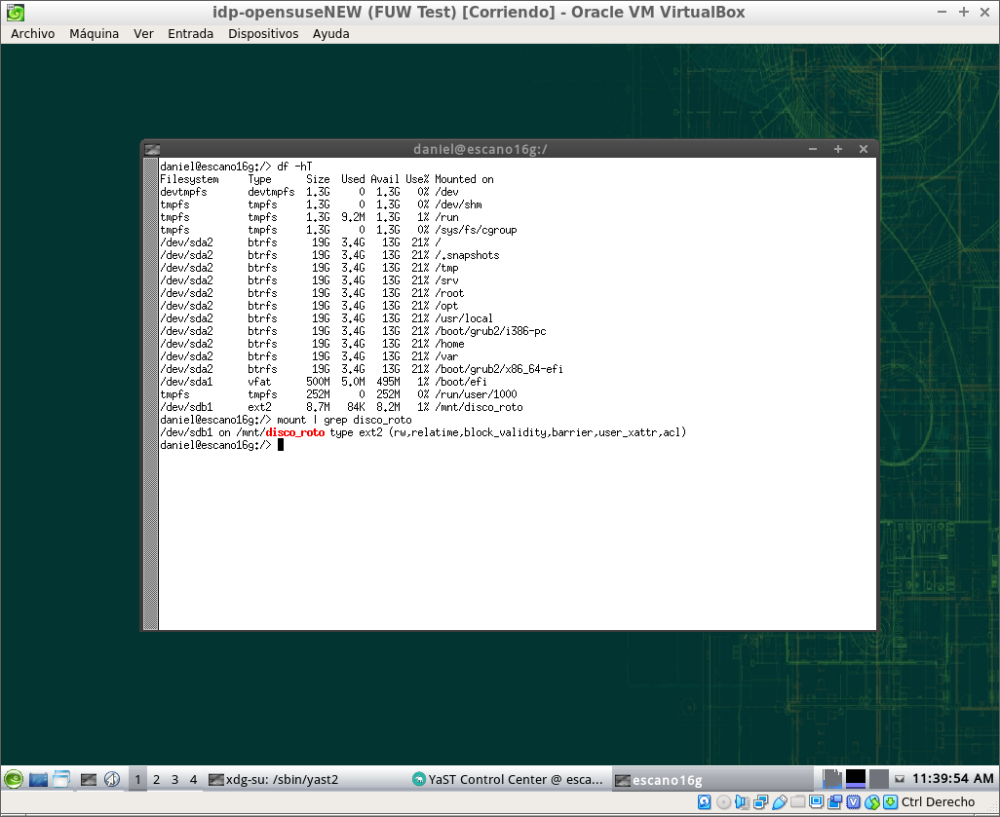 idp-opensuseNEW (FUW Test) [Corriendo] - Oracle VM VirtualBox
Archivo Máquina Ver Entrada Dispositivos Ayuda
daniel@escano16g:/
daniel@escano16g:/> df -hT
Filesystem Type Size Used Avail Use% Mounted on
devtmpfs devtmpfs 1.3G 0 1.3G 0% /dev
tmpfs tmpfs 1.3G 0 1.3G 0% /dev/shm
tmpfs tmpfs 1.3G 9.2M 1.3G 1% /run
tmpfs tmpfs 1.3G 0 1.3G 0% /sys/fs/cgroup
/dev/sda2 btrfs 19G 3.4G 13G 21% /
/dev/sda2 btrfs 19G 3.4G 13G 21% /.snapshots
/dev/sda2 btrfs 19G 3.4G 13G 21% /tmp
/dev/sda2 btrfs 19G 3.4G 13G 21% /srv
/dev/sda2 btrfs 19G 3.4G 13G 21% /root
/dev/sda2 btrfs 19G 3.4G 13G 21% /opt
/dev/sda2 btrfs 19G 3.4G 13G 21% /usr/local
/dev/sda2 btrfs 19G 3.4G 13G 21% /boot/grub2/i386-pc
/dev/sda2 btrfs 19G 3.4G 13G 21% /home
/dev/sda2 btrfs 19G 3.4G 13G 21% /var
/dev/sda2 btrfs 19G 3.4G 13G 21% /boot/grub2/x86_64-efi
/dev/sda1 vfat 500M 5.0M 495M 1% /boot/efi
tmpfs tmpfs 252M 0 252M 0% /run/user/1000
/dev/sdb1 ext2 8.7M 84K 8.2M 1% /mnt/disco_roto
daniel@escano16g:/> mount | grep disco_roto
/dev/sdb1 on /mnt/disco_roto type ext2 (rw,relatime,block_validity,barrier,user_xattr,acl)
daniel@escano16g:/>
1 2 3 4 xdg-su: /sbin/yast2 YaST Control Center @ esca... escano16g 11:39:54 AM
Ctrl Derecho